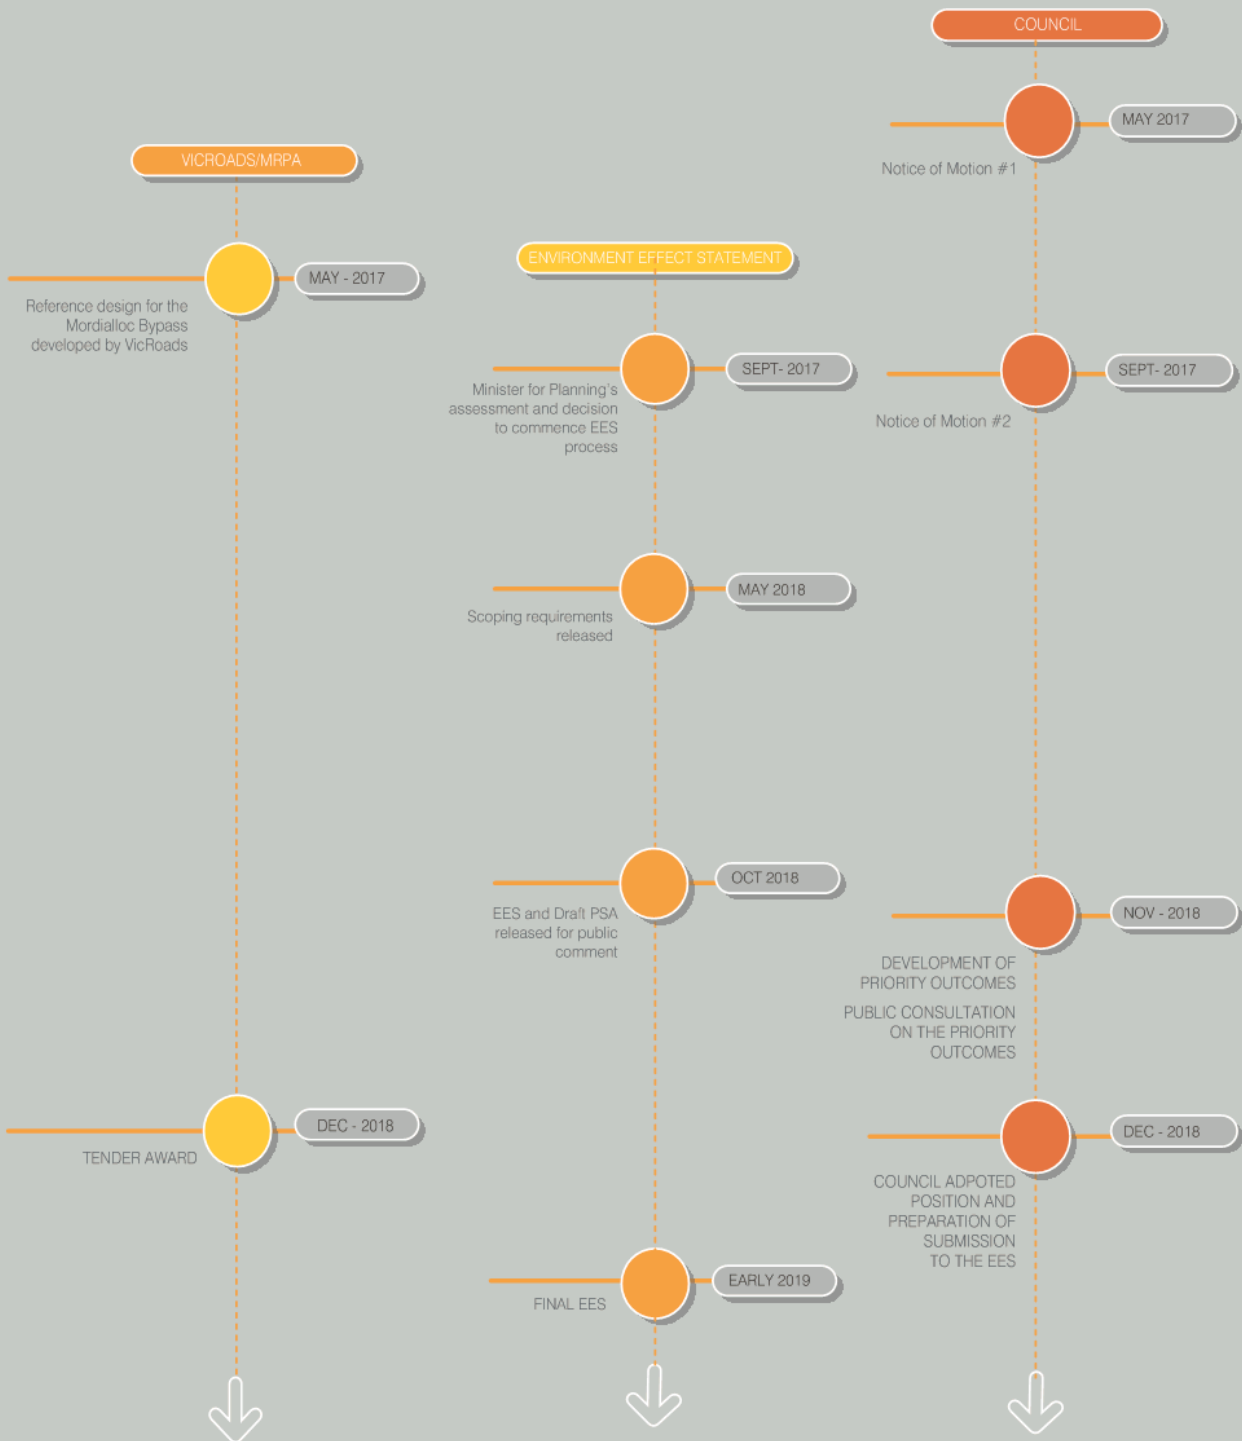 VICROADS/MRPA
MAY - 2017
Reference design for the
Mordialloc Bypass
developed by VicRoads
DEC - 2018
TENDER AWARD
ENVIRONMENT EFFECT STATEMENT
SEPT- 2017
Minister for Planning's
assessment and decision
to commence EES
process
MAY 2018
Scoping requirements
released
OCT 2018
EES and Draft PSA
released for public
comment
EARLY 2019
FINAL EES
COUNCIL
MAY 2017
Notice of Motion #1
SEPT- 2017
Notice of Motion #2
NOV - 2018
DEVELOPMENT OF
PRIORITY OUTCOMES
PUBLIC CONSULTATION
ON THE PRIORITY
OUTCOMES
DEC - 2018
COUNCIL ADPOTED
POSITION AND
PREPARATION OF
SUBMISSION
TO THE EES